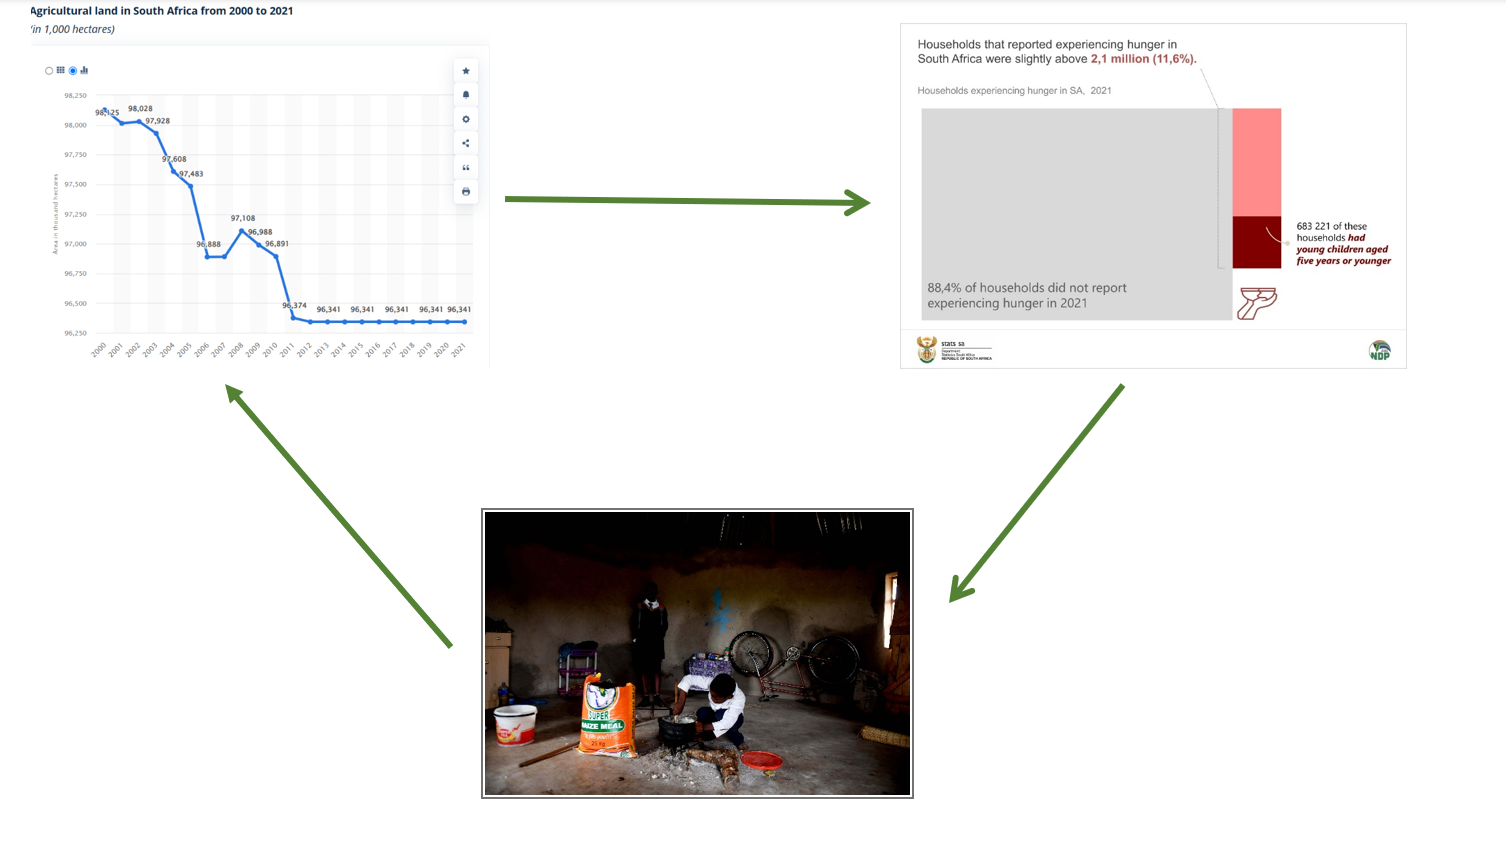 Agricultural land in South Africa from 2000 to 2021
(in 1,000 hectares)
98,250
98,000
97,750
97,500
97,250
97,000
96,750
96,500
96,250
Area in thousand hectares
98,125
98,028
97,928
97,608
97,483
96,888
97,108
96,988
96,891
96,374
96,341
96,341
96,341
96,341
96,341
2000
2001
2002
2003
2004
2005
2006
2007
2008
2009
2010
2011
2012
2013
2014
2015
2016
2017
2018
2019
2020
2021
Households that reported experiencing hunger in
South Africa were slightly above 2,1 million (11,6%).
Households experiencing hunger in SA, 2021
683 221 of these
households had
young children aged
five years or younger
88,4% of households did not report
experiencing hunger in 2021
stats sa
Department:
Statistics South Africa
REPUBLIC OF SOUTH AFRICA
NDP
SUPER
MAIZE MEAL
25 kg